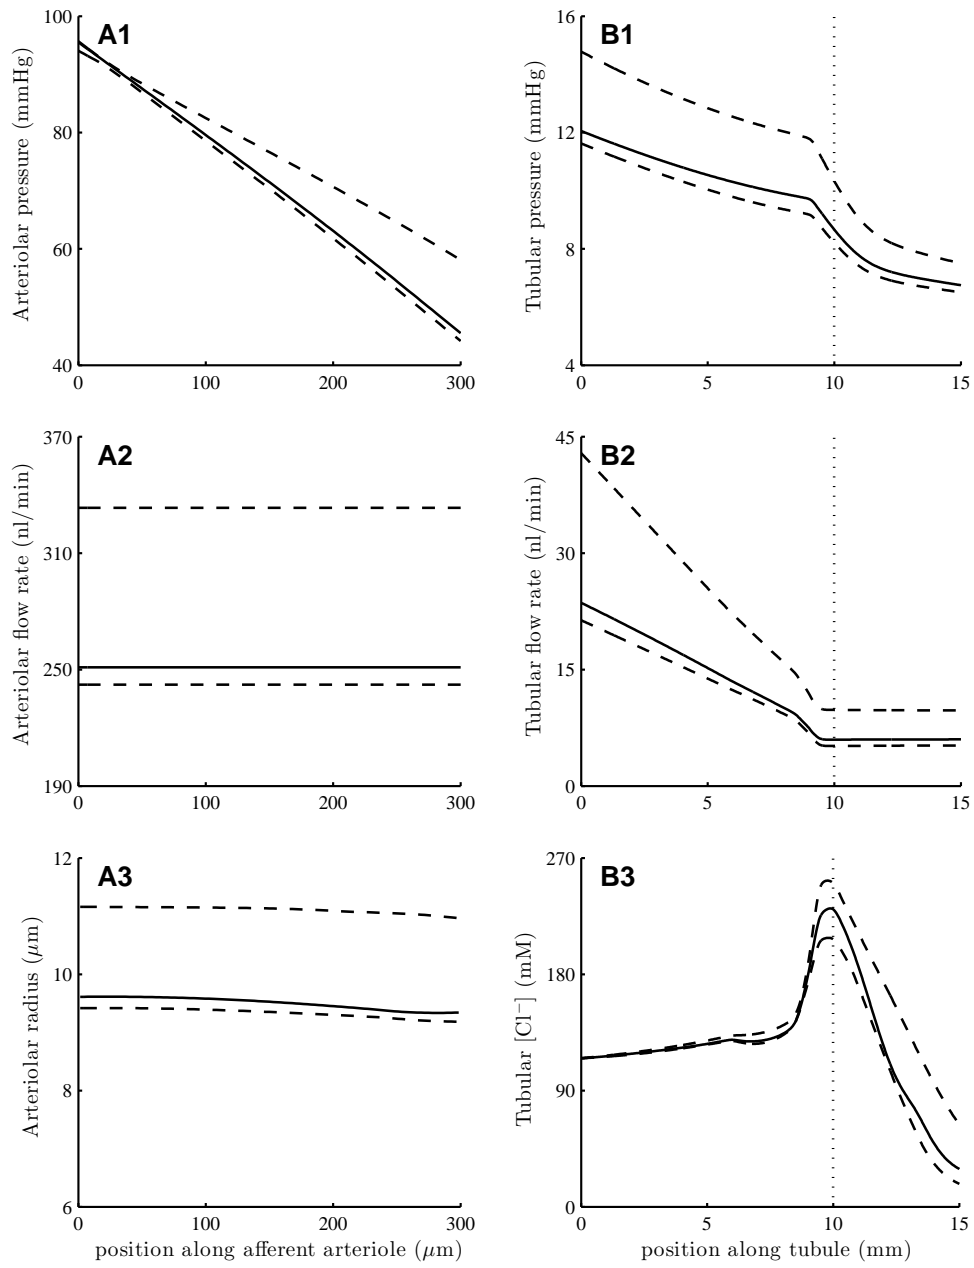 A1
Arteriolar pressure (mmHg)
100
80
60
40
0 100 200 300
B1
Tubular pressure (mmHg)
16
12
8
4
0 5 10 15
A2
Arteriolar flow rate (nl/min)
370
310
250
190
0 100 200 300
B2
Tubular flow rate (nl/min)
45
30
15
0
0 5 10 15
A3
Arteriolar radius (μm)
12
10
8
6
0 100 200 300
position along afferent arteriole (μm)
B3
Tubular [Cl⁻] (mM)
270
180
90
0
0 5 10 15
position along tubule (mm)